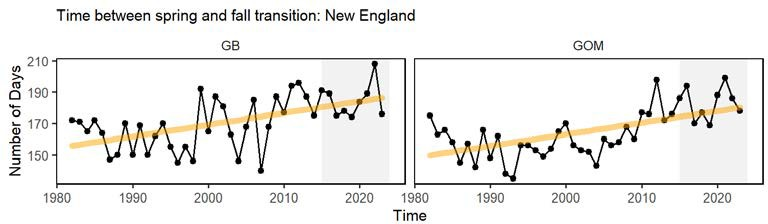 Time between spring and fall transition: New England
GB
GOM
Number of Days
210
190
170
150
1980
1990
2000
2010
2020
1980
1990
2000
2010
2020
Time